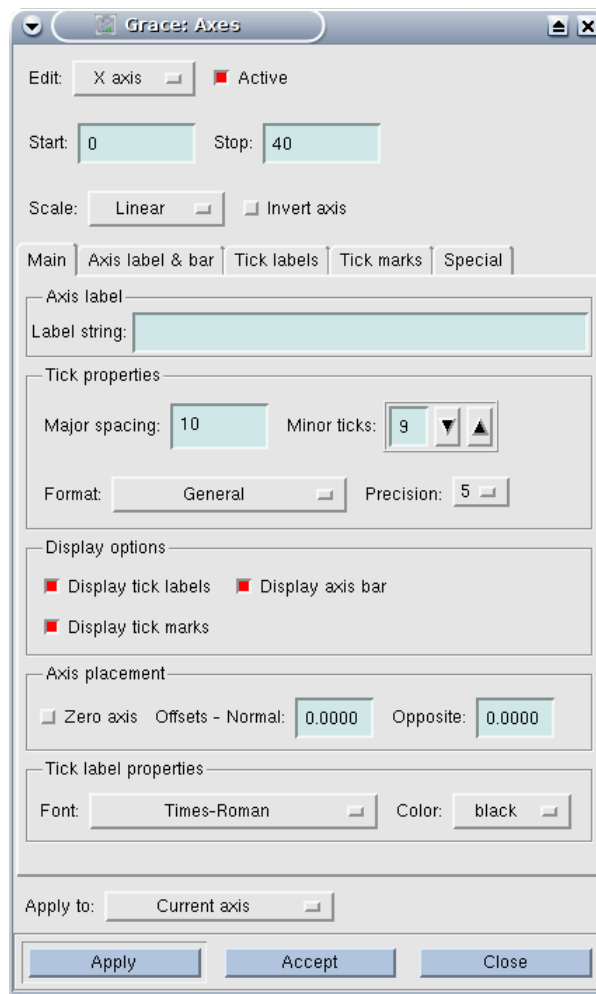 Grace: Axes
Edit: X axis Active
Start: 0 Stop: 40
Scale: Linear Invert axis
Main Axis label & bar Tick labels Tick marks Special
Axis label
Label string:
Tick properties
Major spacing: 10 Minor ticks: 9
Format: General Precision: 5
Display options
Display tick labels Display axis bar
Display tick marks
Axis placement
Zero axis Offsets - Normal: 0.0000 Opposite: 0.0000
Tick label properties
Font: Times-Roman Color: black
Apply to: Current axis
Apply Accept Close